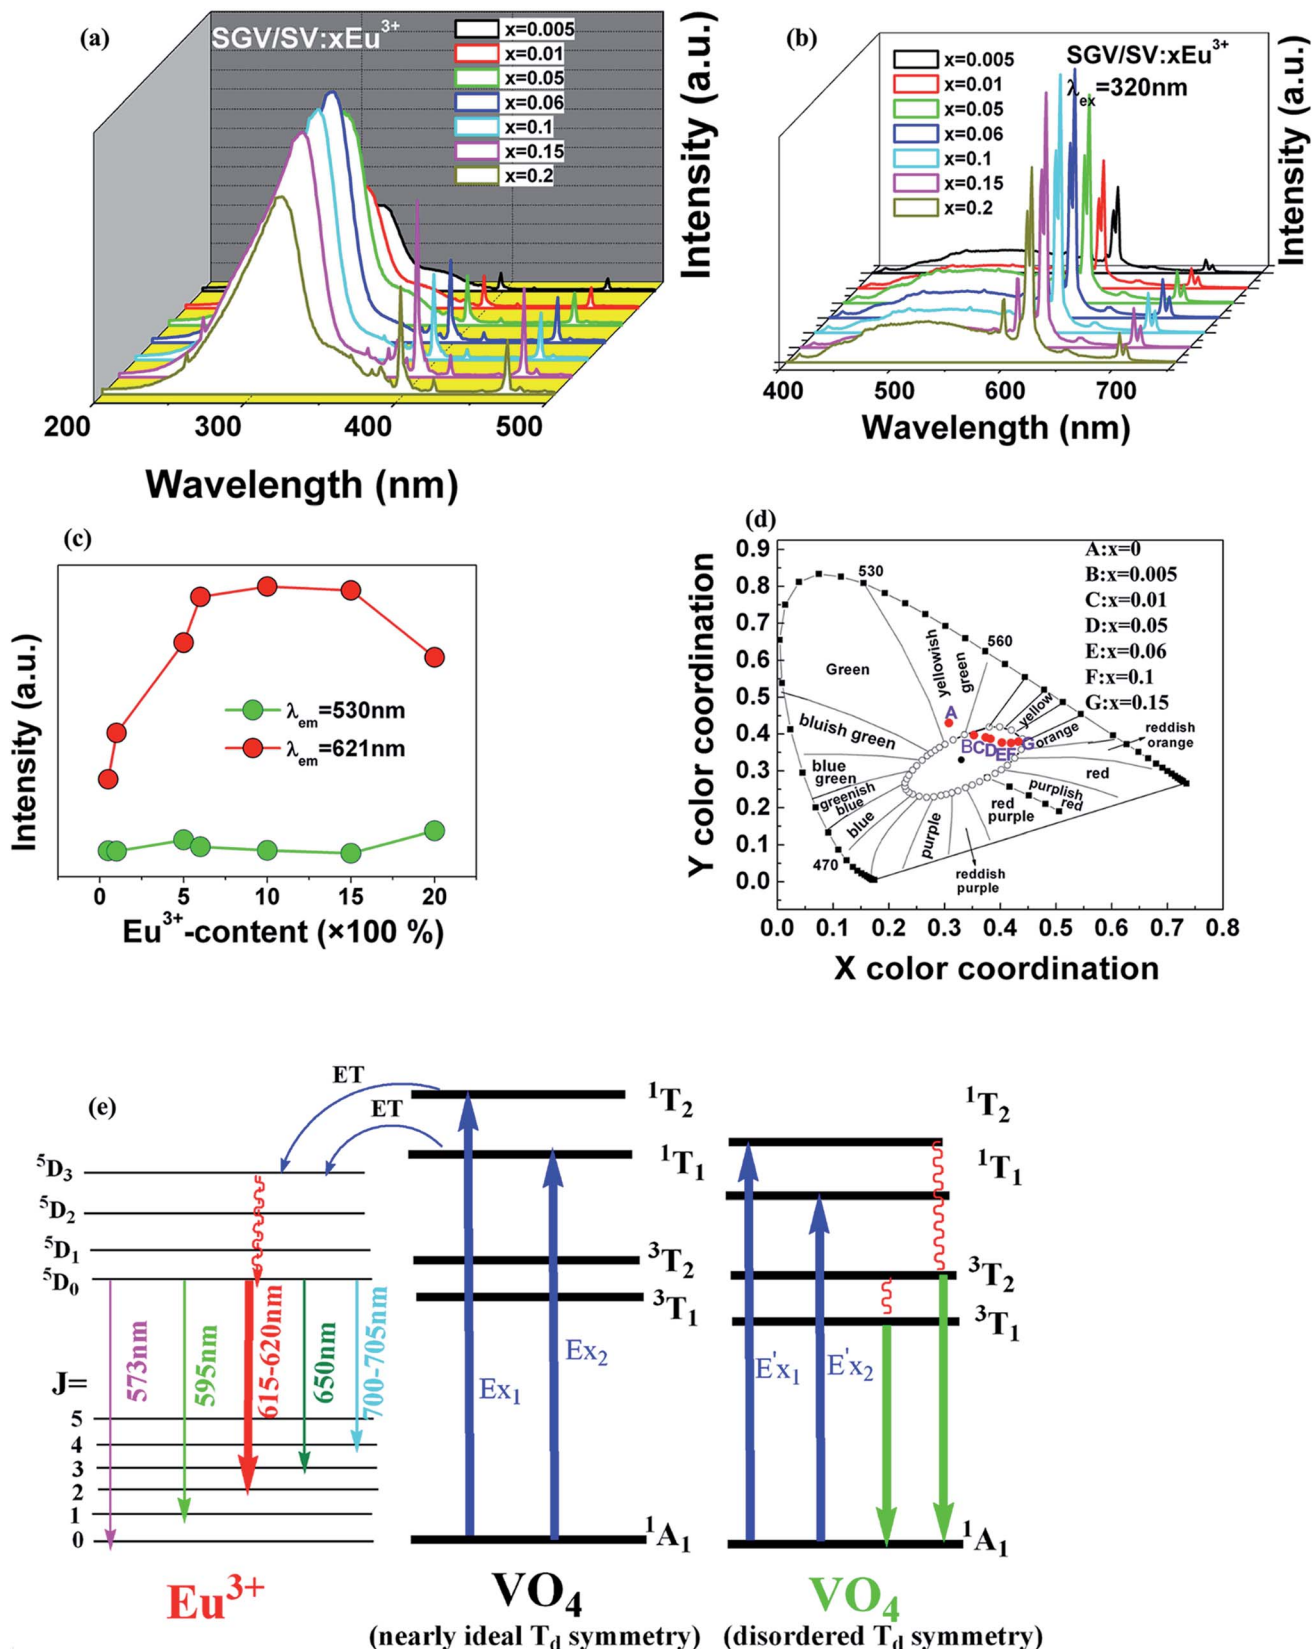 (a)
SGV/SV:xEu³⁺
x=0.005
x=0.01
x=0.05
x=0.06
x=0.1
x=0.15
x=0.2
Intensity (a.u.)
200 300 400 500
Wavelength (nm)
(b)
SGV/SV:xEu³⁺
λex=320nm
x=0.005
x=0.01
x=0.05
x=0.06
x=0.1
x=0.15
x=0.2
Intensity (a.u.)
400 500 600 700
Wavelength (nm)
(c)
Intensity (a.u.)
λem=530nm
λem=621nm
0 5 10 15 20
Eu³⁺-content (×100 %)
(d)
Y color coordination
0.9
0.8
0.7
0.6
0.5
0.4
0.3
0.2
0.1
0.0
530
560
470
A:x=0
B:x=0.005
C:x=0.01
D:x=0.05
E:x=0.06
F:x=0.1
G:x=0.15
Green
yellowish
green
yellow
orange
reddish
orange
bluish green
blue
green
greenish
blue
blue
purple
reddish
purple
red
purple
purplish
red
red
A
B
C
D
E
F
G
0.0 0.1 0.2 0.3 0.4 0.5 0.6 0.7 0.8
X color coordination
(e)
ET
ET
⁵D₃
⁵D₂
⁵D₁
⁵D₀
573nm
595nm
615-620nm
650nm
700-705nm
J=
5
4
3
2
1
0
Eu³⁺
¹T₂
¹T₁
³T₂
³T₁
Ex₁
Ex₂
¹A₁
VO₄
(nearly ideal Td symmetry)
¹T₂
¹T₁
³T₂
³T₁
E'x₁
E'x₂
¹A₁
VO₄
(disordered Td symmetry)